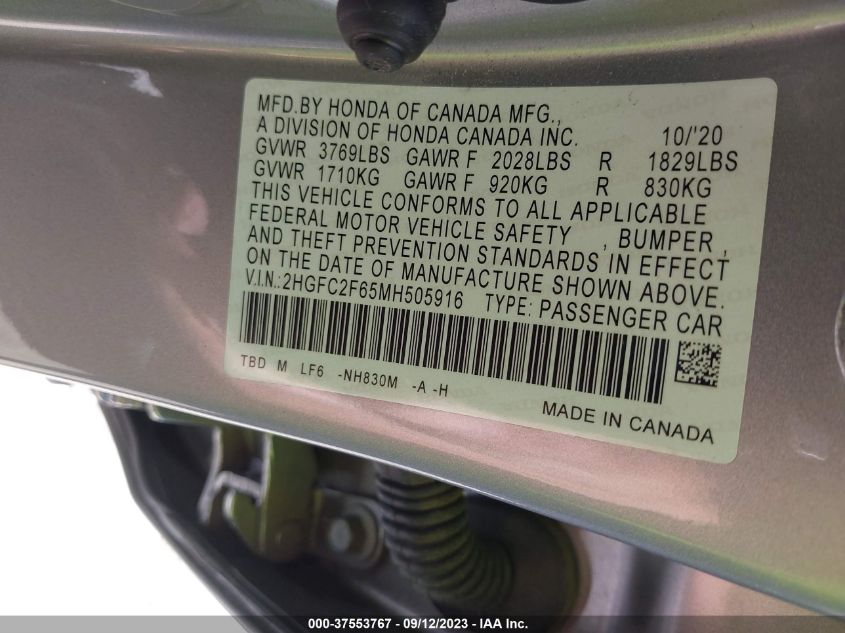 MFD.BY HONDA OF CANADA MFG.,
A DIVISION OF HONDA CANADA INC. 10/'20
GVWR 3769LBS GAWR F 2028LBS R 1829LBS
GVWR 1710KG GAWR F 920KG R 830KG
THIS VEHICLE CONFORMS TO ALL APPLICABLE
FEDERAL MOTOR VEHICLE SAFETY , BUMPER ,
AND THEFT PREVENTION STANDARDS IN EFFECT
ON THE DATE OF MANUFACTURE SHOWN ABOVE.
V.I.N.: 2HGFC2F65MH505916 TYPE: PASSENGER CAR
TBD M LF6 -NH830M -A -H
MADE IN CANADA
000-37553767 - 09/12/2023 - IAA Inc.